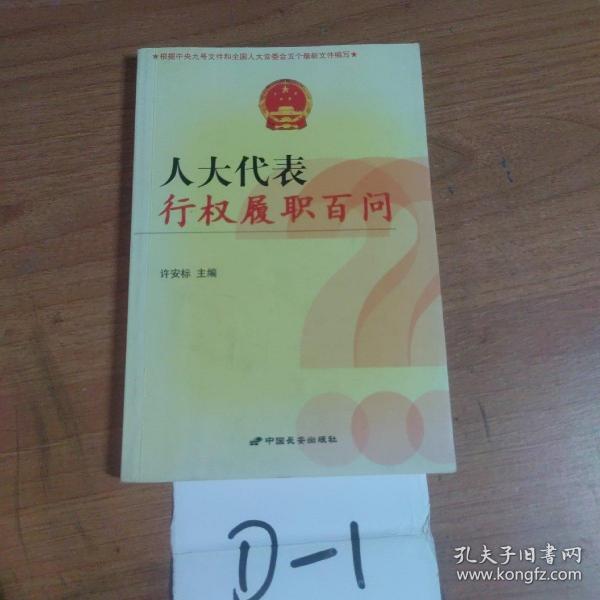 ★根据中央九号文件和全国人大常委会五个最新文件编写★
人大代表
行权履职百问
许安标 主编
中国长安出版社
D-1
孔夫子旧书网
www.kongfz.com